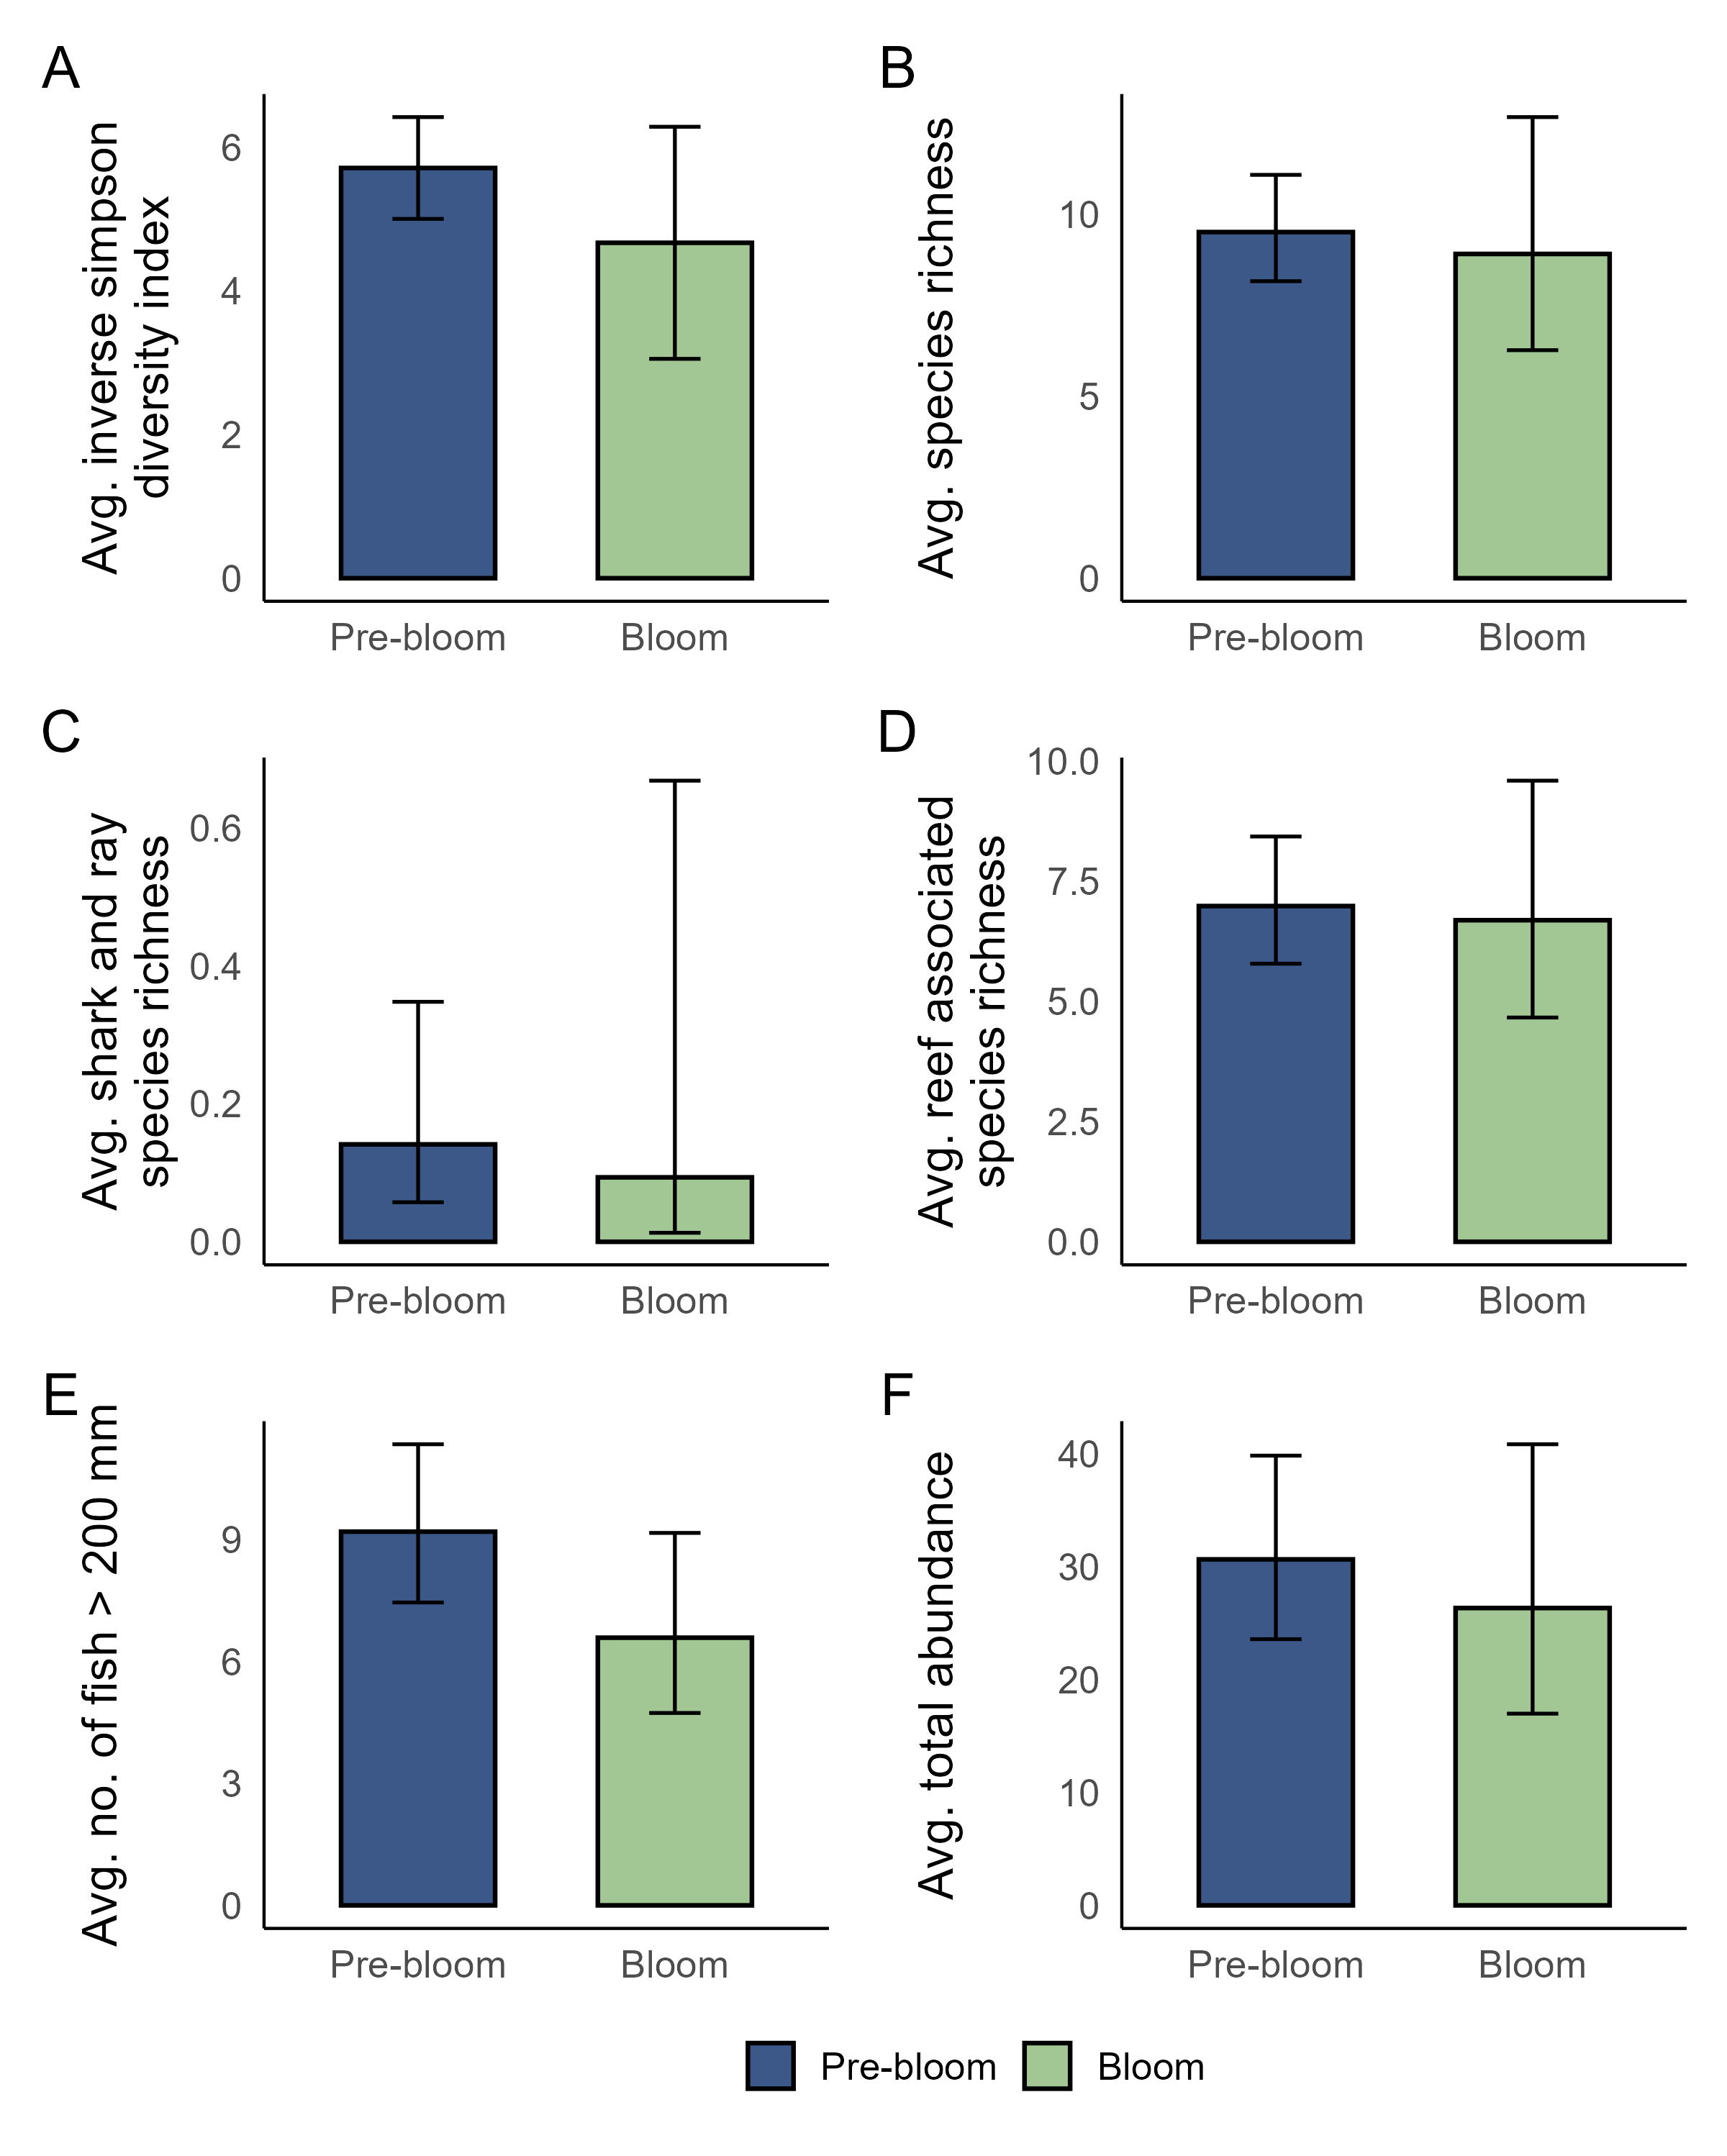 A
Avg. inverse simpson
diversity index
6
4
2
0
Pre-bloom
Bloom
B
Avg. species richness
10
5
0
Pre-bloom
Bloom
C
Avg. shark and ray
species richness
0.6
0.4
0.2
0.0
Pre-bloom
Bloom
D
Avg. reef associated
species richness
10.0
7.5
5.0
2.5
0.0
Pre-bloom
Bloom
E
Avg. no. of fish > 200 mm
9
6
3
0
Pre-bloom
Bloom
F
Avg. total abundance
40
30
20
10
0
Pre-bloom
Bloom
Pre-bloom
Bloom